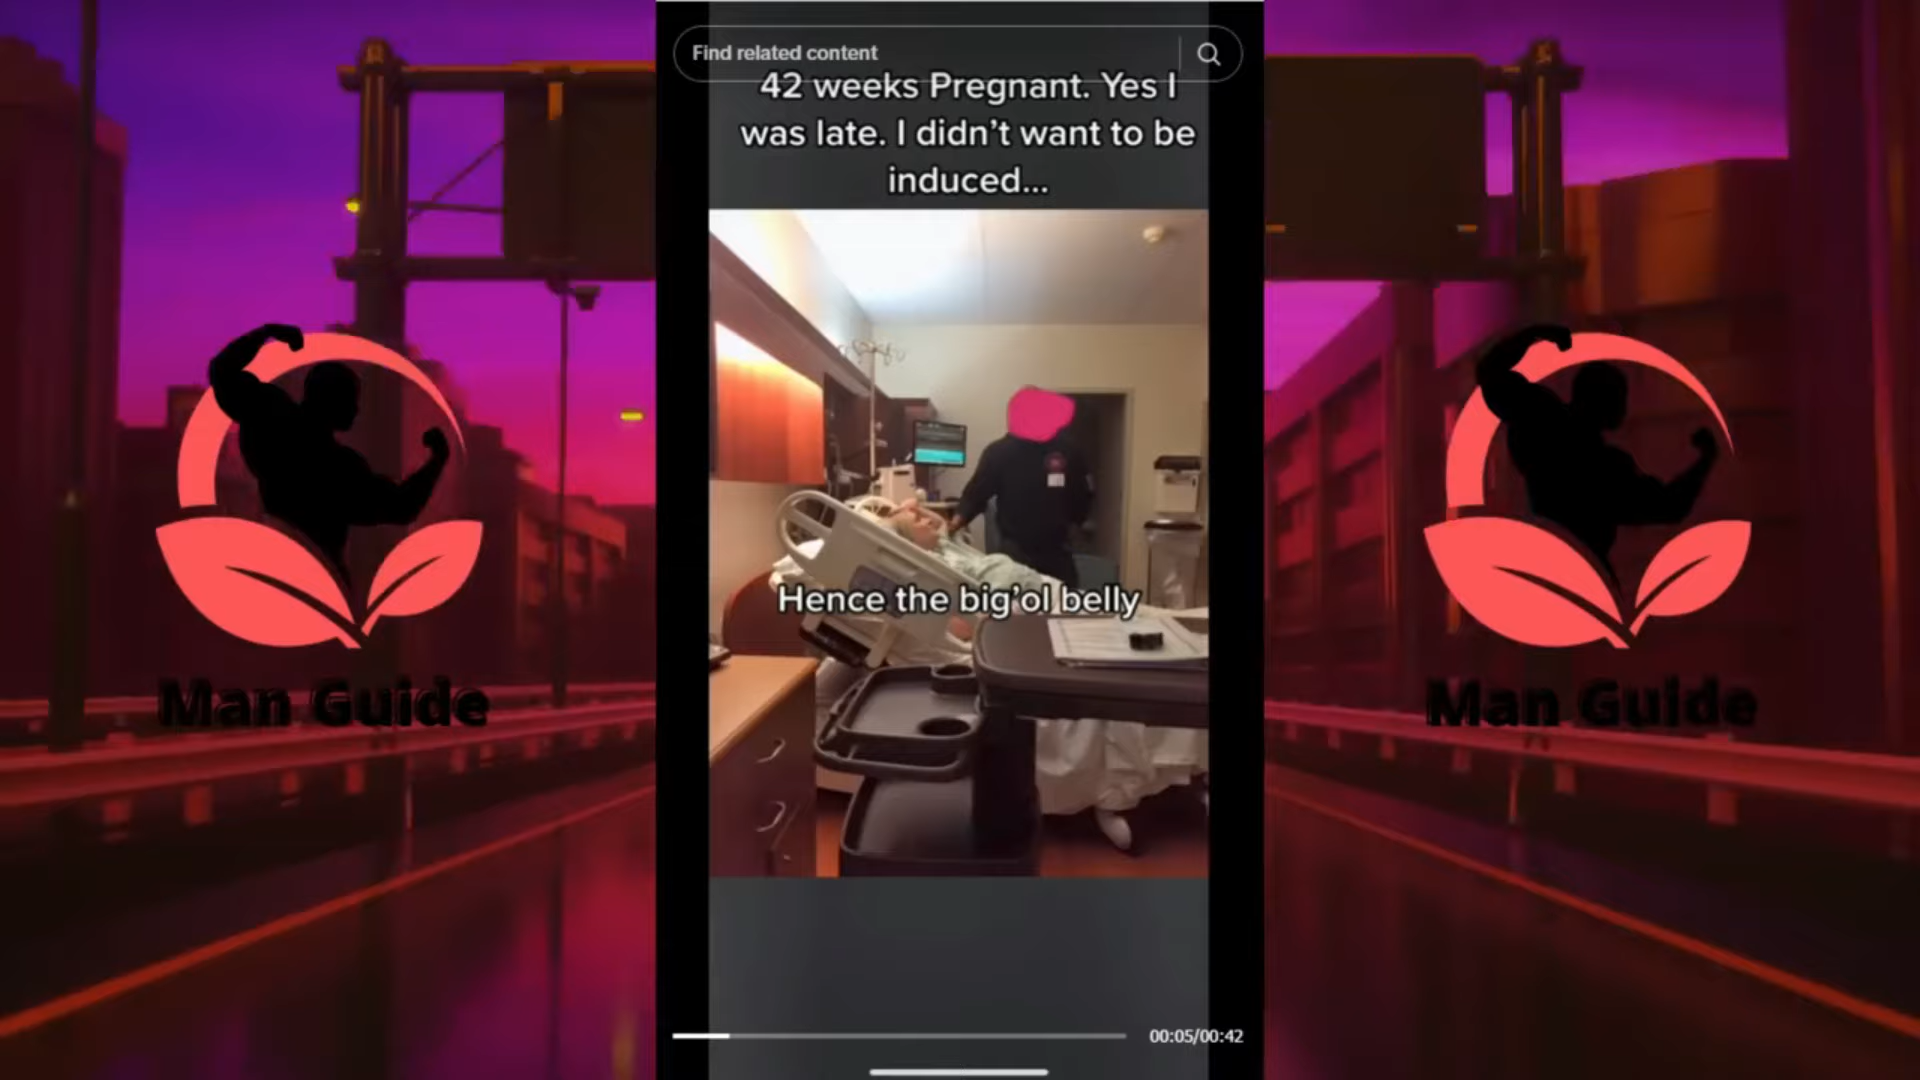 Find related content
42 weeks Pregnant. Yes I
was late. I didn't want to be
induced...
Hence the big'ol belly
Man Guide
Man Guide
00:05/00:42